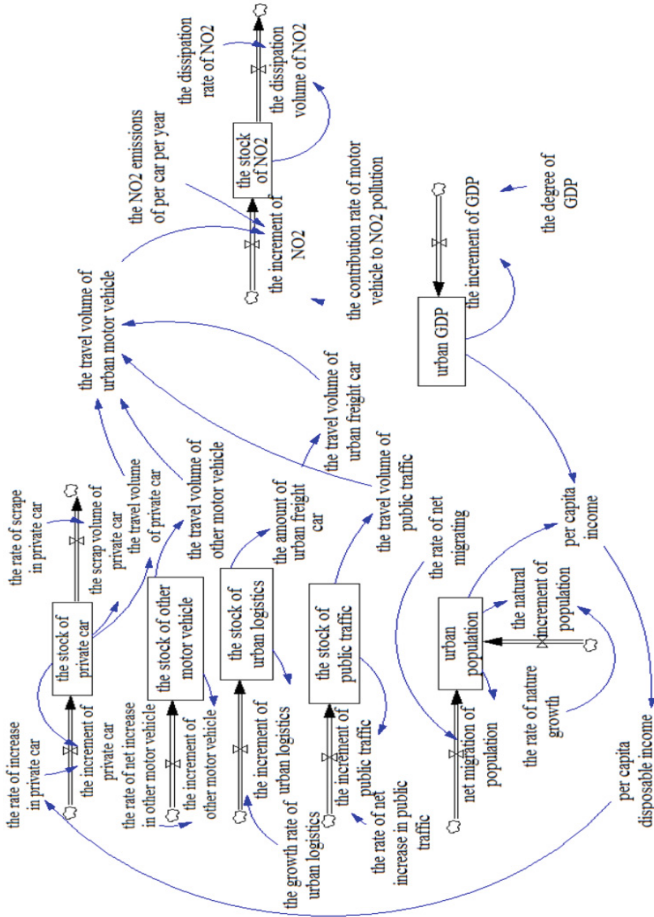 the rate of increase
in private car
the increment of
private car
the stock of
private car
the rate of scrape
in private car
the scrap volume of
private car
the travel volume
of private car
the rate of net increase
in other motor vehicle
the increment of
other motor vehicle
the stock of other
motor vehicle
the travel volume of
other motor vehicle
the growth rate of
urban logistics
the increment of
urban logistics
the stock of
urban logistics
the amount of
urban freight
car
the travel volume of
urban freight car
the rate of net
increase in public
traffic
the increment of
public traffic
the stock of
public traffic
the travel volume of
public traffic
the travel volume of
urban motor vehicle
the NO2 emissions
of per car per year
the increment of
NO2
the stock
of NO2
the dissipation
rate of NO2
the dissipation
volume of NO2
the contribution rate of motor
vehicle to NO2 pollution
the rate of net
migrating
net migration of
population
urban
population
the natural
increment of
population
the rate of nature
growth
per capita
income
per capita
disposable income
urban GDP
the increment of GDP
the degree of
GDP